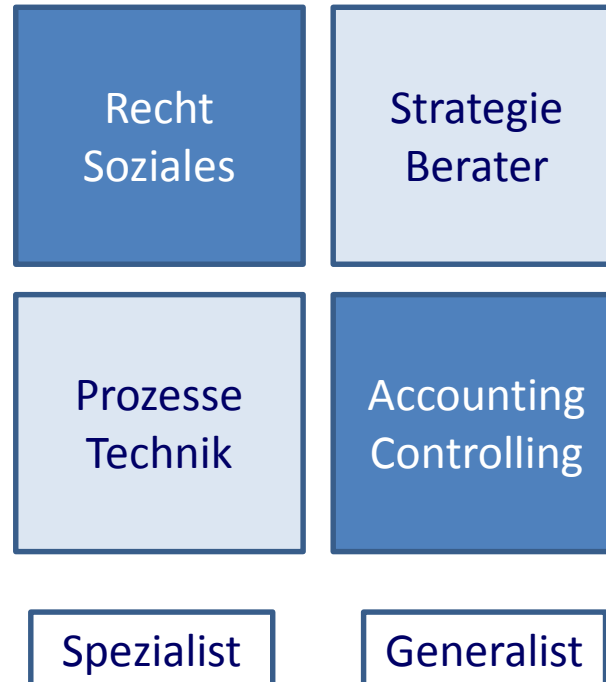 Recht
Soziales
Strategie
Berater
Prozesse
Technik
Accounting
Controlling
Spezialist
Generalist